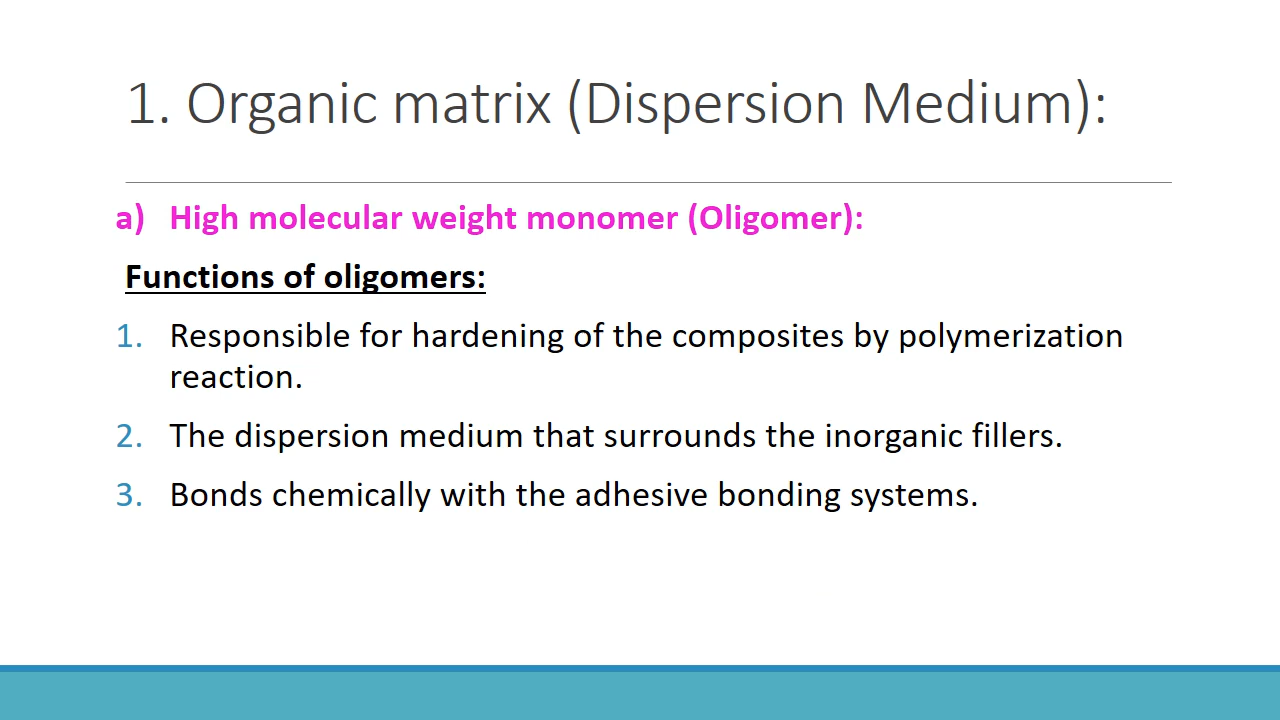 1. Organic matrix (Dispersion Medium):
a) High molecular weight monomer (Oligomer):
Functions of oligomers:
1. Responsible for hardening of the composites by polymerization
reaction.
2. The dispersion medium that surrounds the inorganic fillers.
3. Bonds chemically with the adhesive bonding systems.